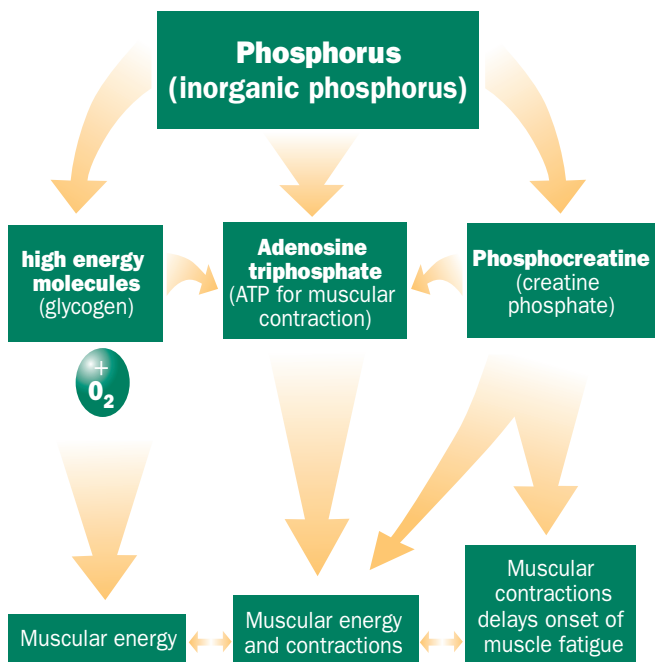 Phosphorus
(inorganic phosphorus)
high energy
molecules
(glycogen)
Adenosine
triphosphate
(ATP for muscular
contraction)
Phosphocreatine
(creatine
phosphate)
+
O2
Muscular energy
Muscular energy
and contractions
Muscular
contractions
delays onset of
muscle fatigue